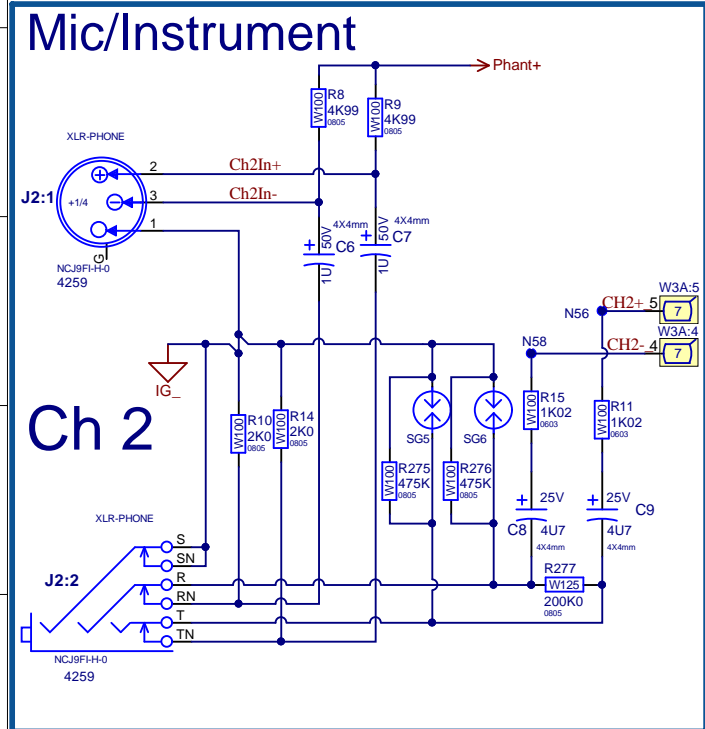 Mic/Instrument
Phant+
R8
4K99
0805
W100
R9
4K99
0805
W100
XLR-PHONE
2
Ch2In+
J2:1
+1/4
3
Ch2In-
1
G
NCJ9FI-H-0
4259
4X4mm
+
50V
C6
1U
4X4mm
+
50V
C7
1U
W3A:5
CH2+
5
7
N56
W3A:4
N58
CH2-
4
7
IG_
R10
2K0
0805
W100
R14
2K0
0805
W100
SG5
SG6
R15
1K02
0603
W100
R11
1K02
0603
W100
Ch 2
R275
475K
0805
W100
R276
475K
0805
W100
+
25V
C8
4U7
4X4mm
+
25V
C9
4U7
4X4mm
XLR-PHONE
S
SN
J2:2
R
RN
T
TN
R277
W125
200K0
0805
NCJ9FI-H-0
4259